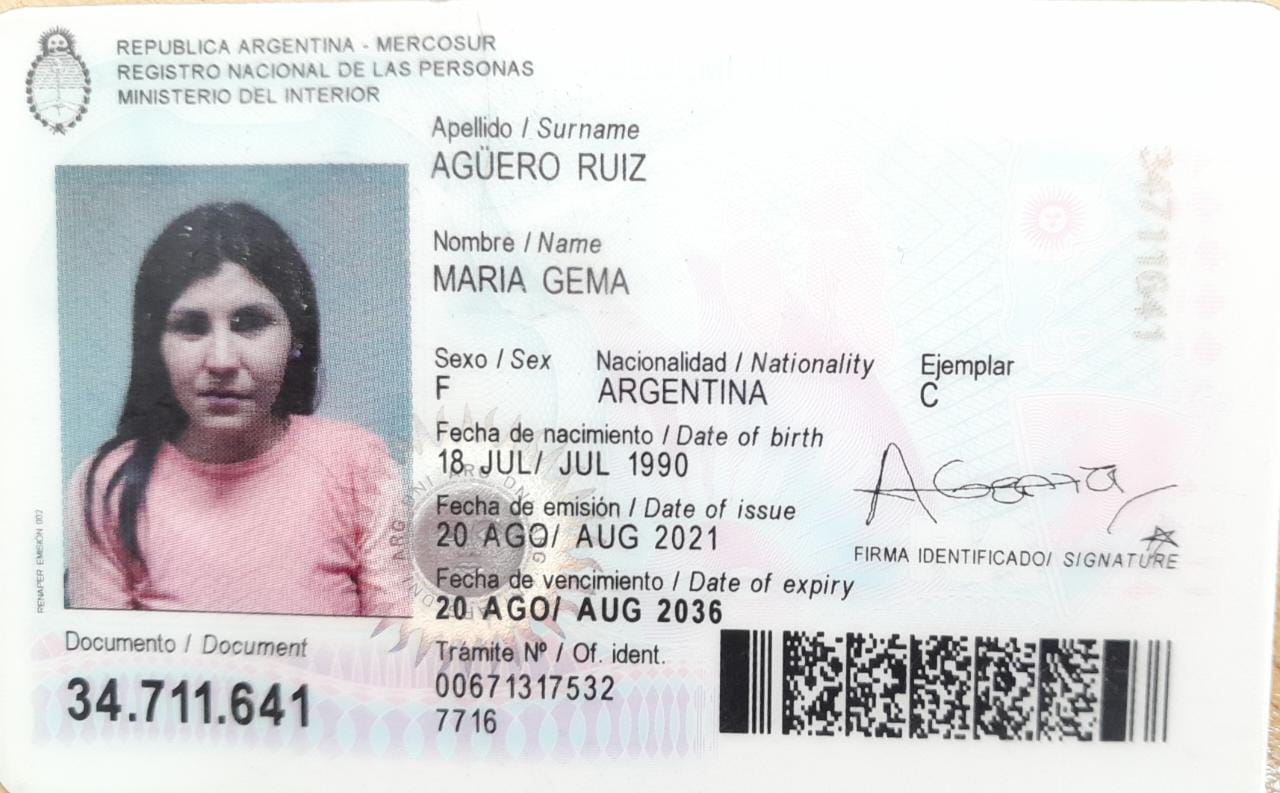 REPUBLICA ARGENTINA - MERCOSUR
REGISTRO NACIONAL DE LAS PERSONAS
MINISTERIO DEL INTERIOR
Apellido / Surname
AGÜERO RUIZ
Nombre / Name
MARIA GEMA
Sexo / Sex Nacionalidad / Nationality Ejemplar
F ARGENTINA C
Fecha de nacimiento / Date of birth
18 JUL/ JUL 1990
Fecha de emisión / Date of issue
20 AGO/ AUG 2021
FIRMA IDENTIFICADO/ SIGNATURE
Fecha de vencimiento / Date of expiry
20 AGO/ AUG 2036
Documento / Document
34.711.641
Trámite Nº / Of. ident.
00671317532
7716
RENAPER EMISIÓN 002
34711641